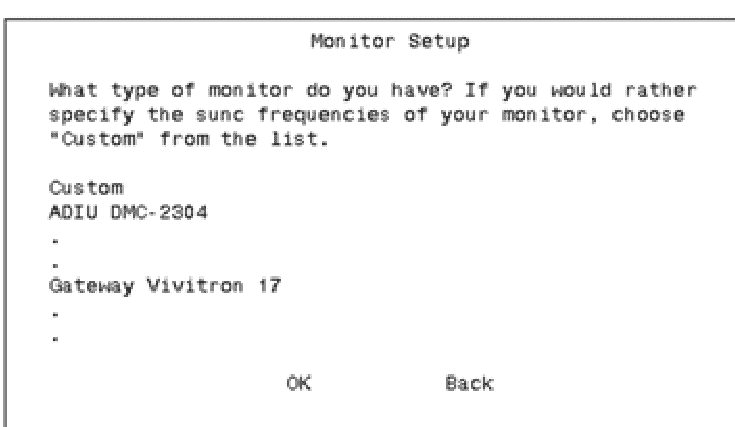 Monitor Setup
What type of monitor do you have? If you would rather
specify the sunc frequencies of your monitor, choose
"Custom" from the list.
Custom
ADIU DMC-2304
.
.
Gateway Vivitron 17
.
.
OK Back